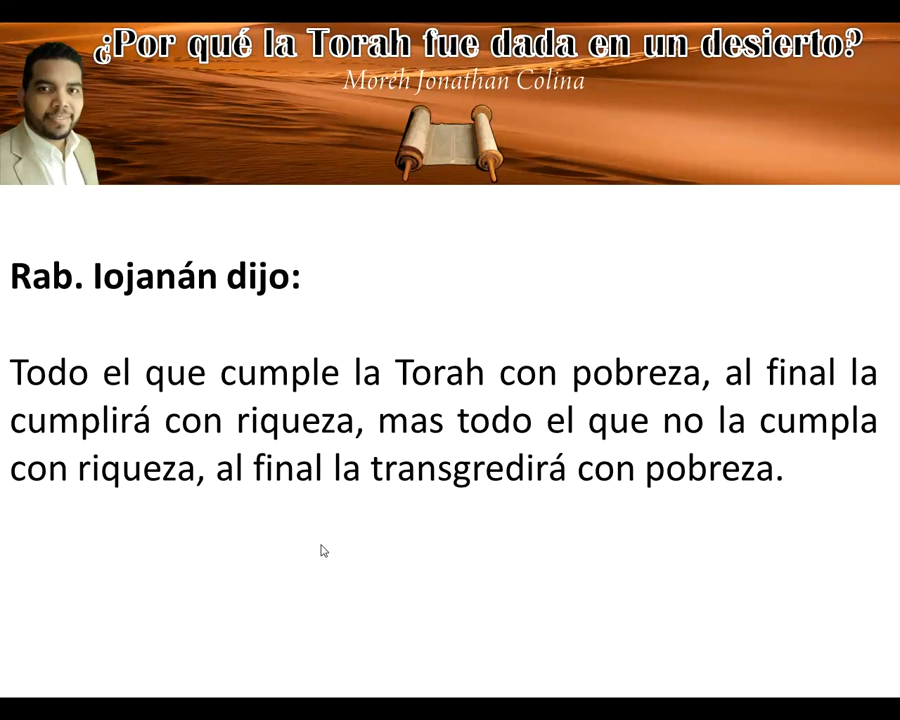 ¿Por qué la Torah fue dada en un desierto?
Moréh Jonathan Colina
Rab. Iojanán dijo:
Todo el que cumple la Torah con pobreza, al final la
cumplirá con riqueza, mas todo el que no la cumpla
con riqueza, al final la transgredirá con pobreza.